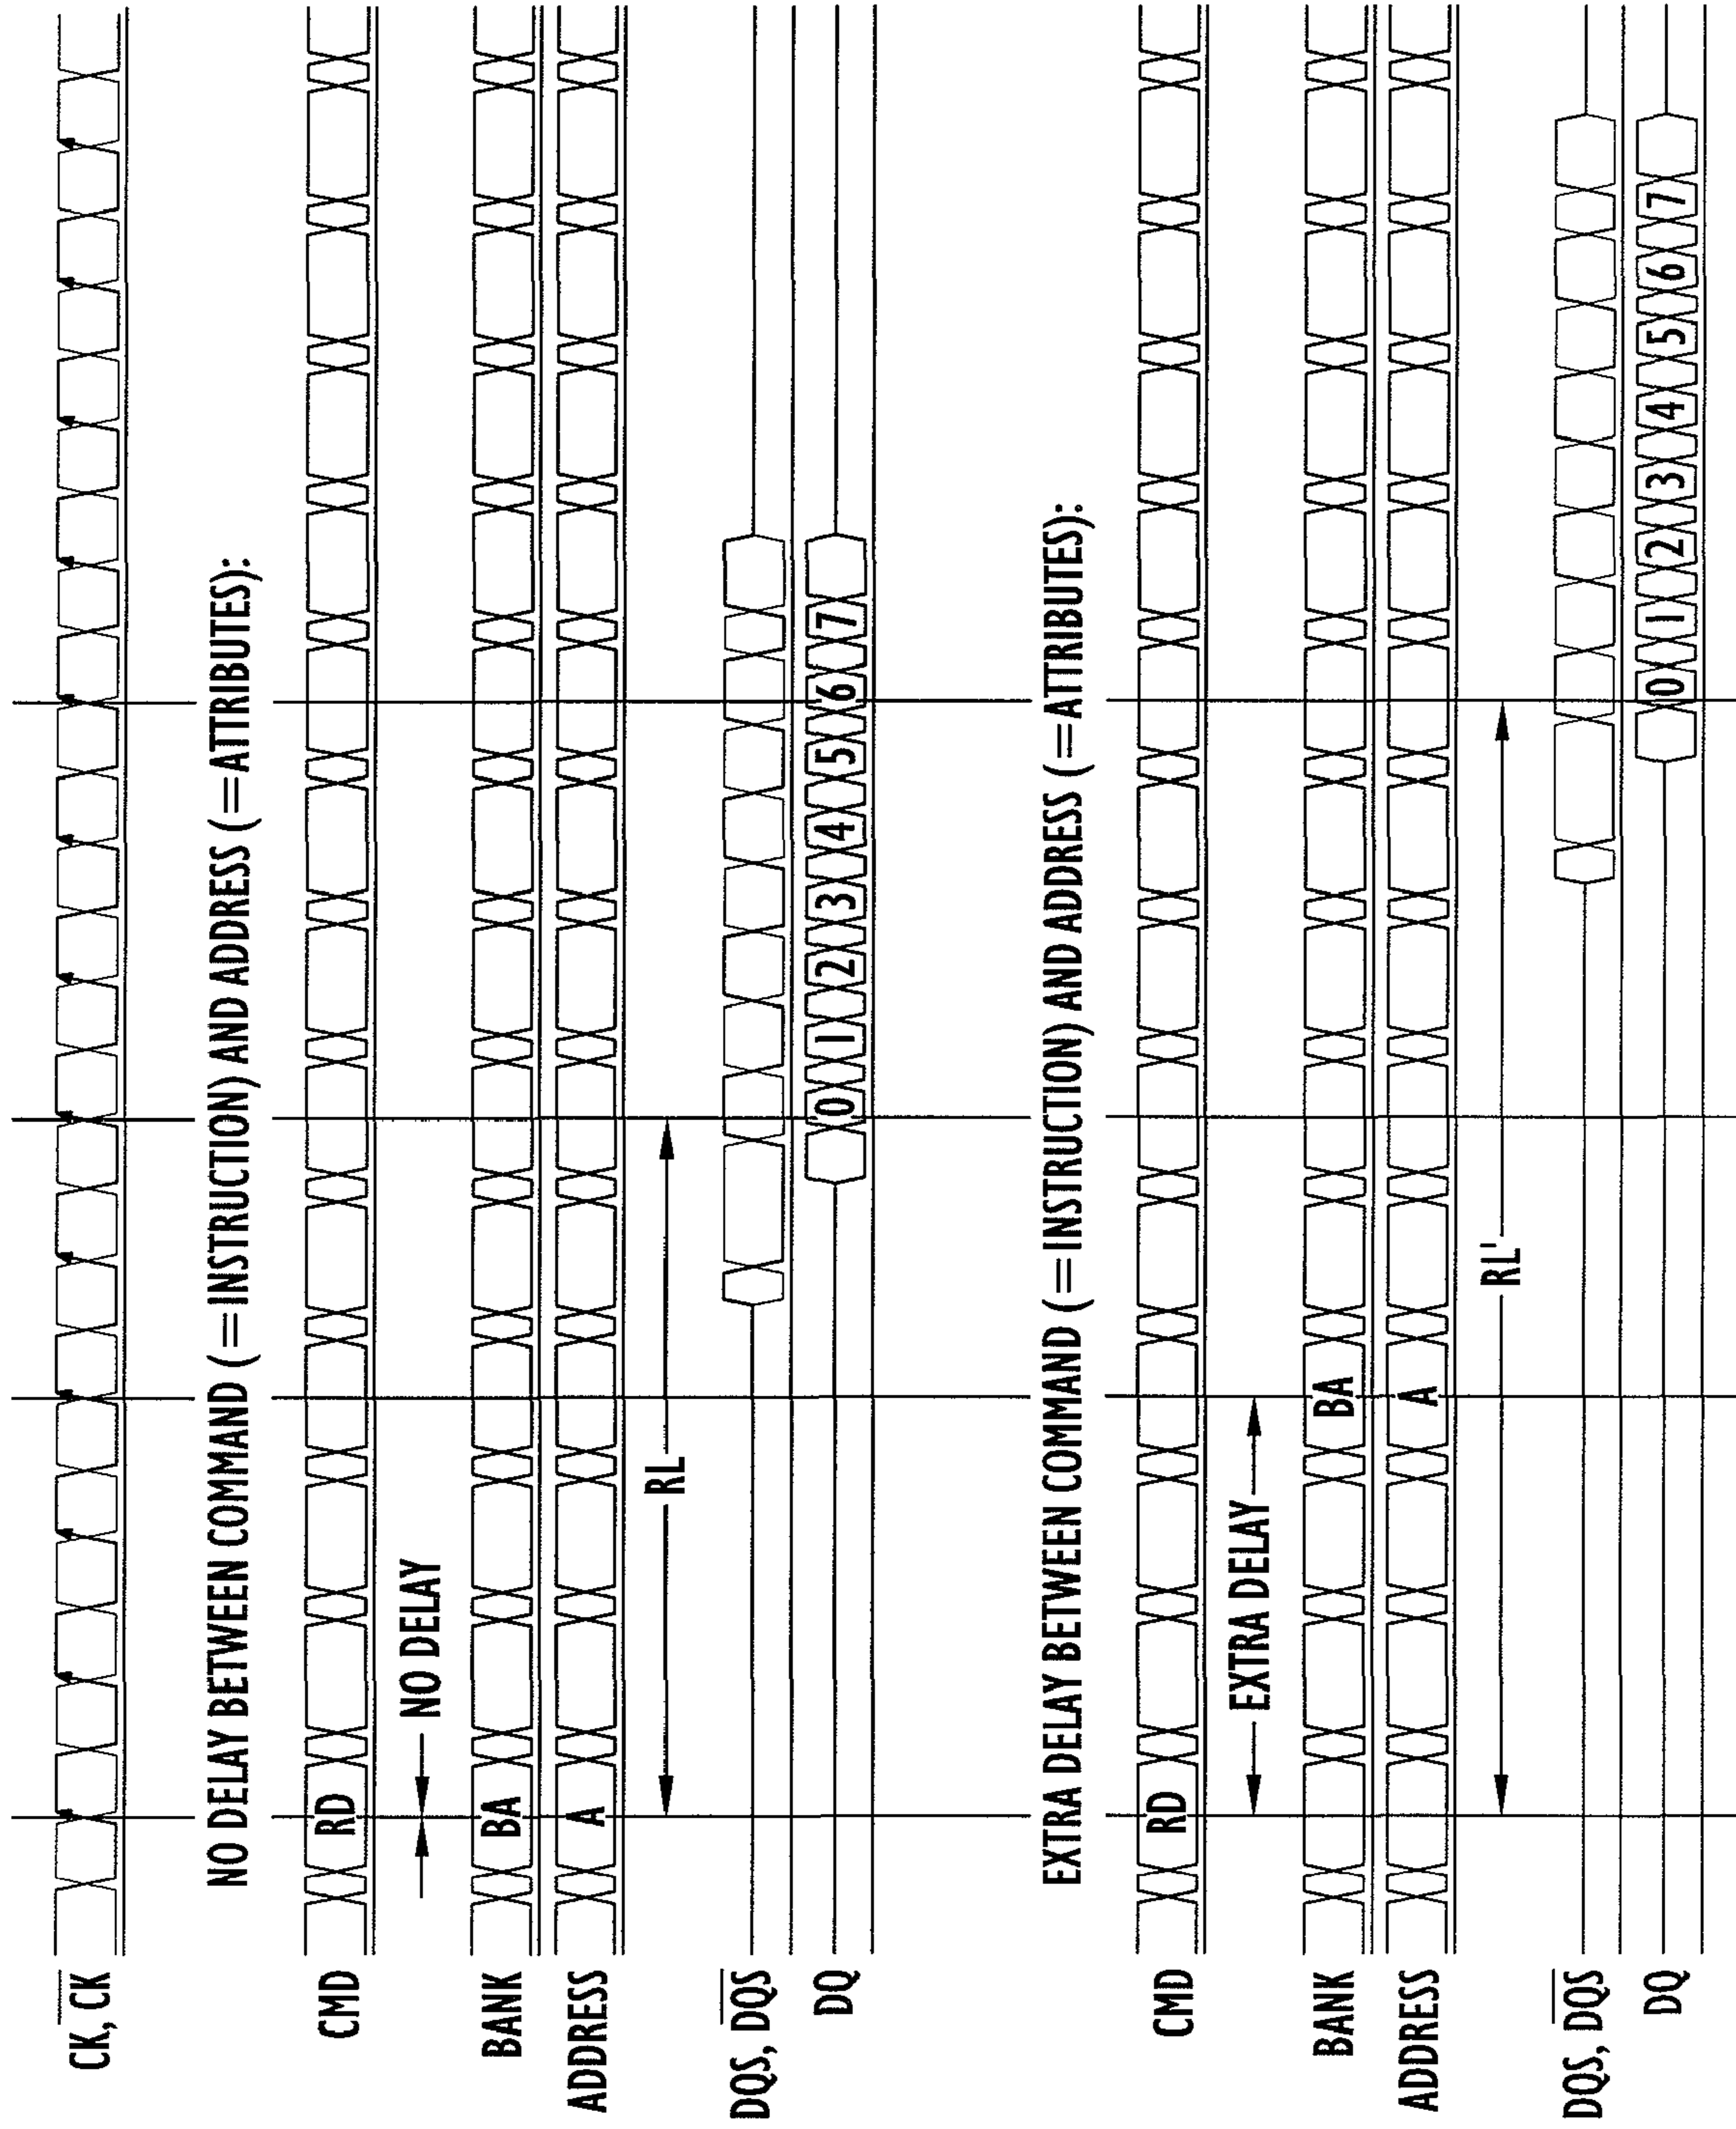 CK, CK
NO DELAY BETWEEN COMMAND (=INSTRUCTION) AND ADDRESS (=ATTRIBUTES):
CMD
RD
NO DELAY
BANK
BA
ADDRESS
A
RL
DQS, DQS
DQ
0 1 2 3 4 5 6 7
EXTRA DELAY BETWEEN COMMAND (=INSTRUCTION) AND ADDRESS (=ATTRIBUTES):
CMD
RD
EXTRA DELAY
BANK
BA
ADDRESS
A
RL'
DQS, DQS
DQ
0 1 2 3 4 5 6 7